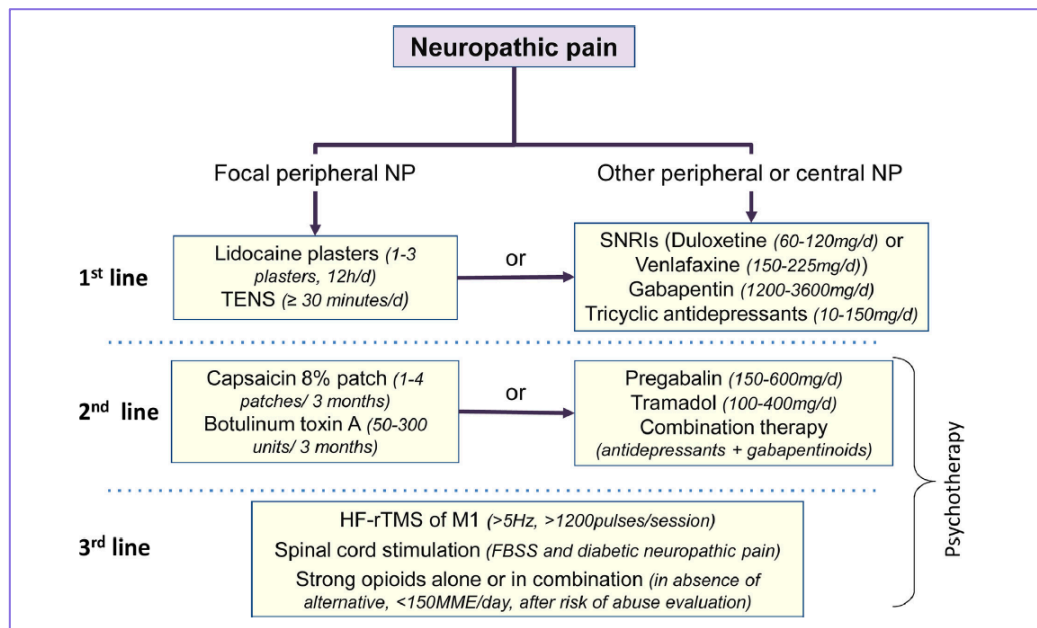 Neuropathic pain
Focal peripheral NP
Other peripheral or central NP
1st line
Lidocaine plasters (1-3
plasters, 12h/d)
TENS (≥ 30 minutes/d)
or
SNRIs (Duloxetine (60-120mg/d) or
Venlafaxine (150-225mg/d))
Gabapentin (1200-3600mg/d)
Tricyclic antidepressants (10-150mg/d)
2nd line
Capsaicin 8% patch (1-4
patches/ 3 months)
Botulinum toxin A (50-300
units/ 3 months)
or
Pregabalin (150-600mg/d)
Tramadol (100-400mg/d)
Combination therapy
(antidepressants + gabapentinoids)
3rd line
HF-rTMS of M1 (>5Hz, >1200pulses/session)
Spinal cord stimulation (FBSS and diabetic neuropathic pain)
Strong opioids alone or in combination (in absence of
alternative, <150MME/day, after risk of abuse evaluation)
Psychotherapy